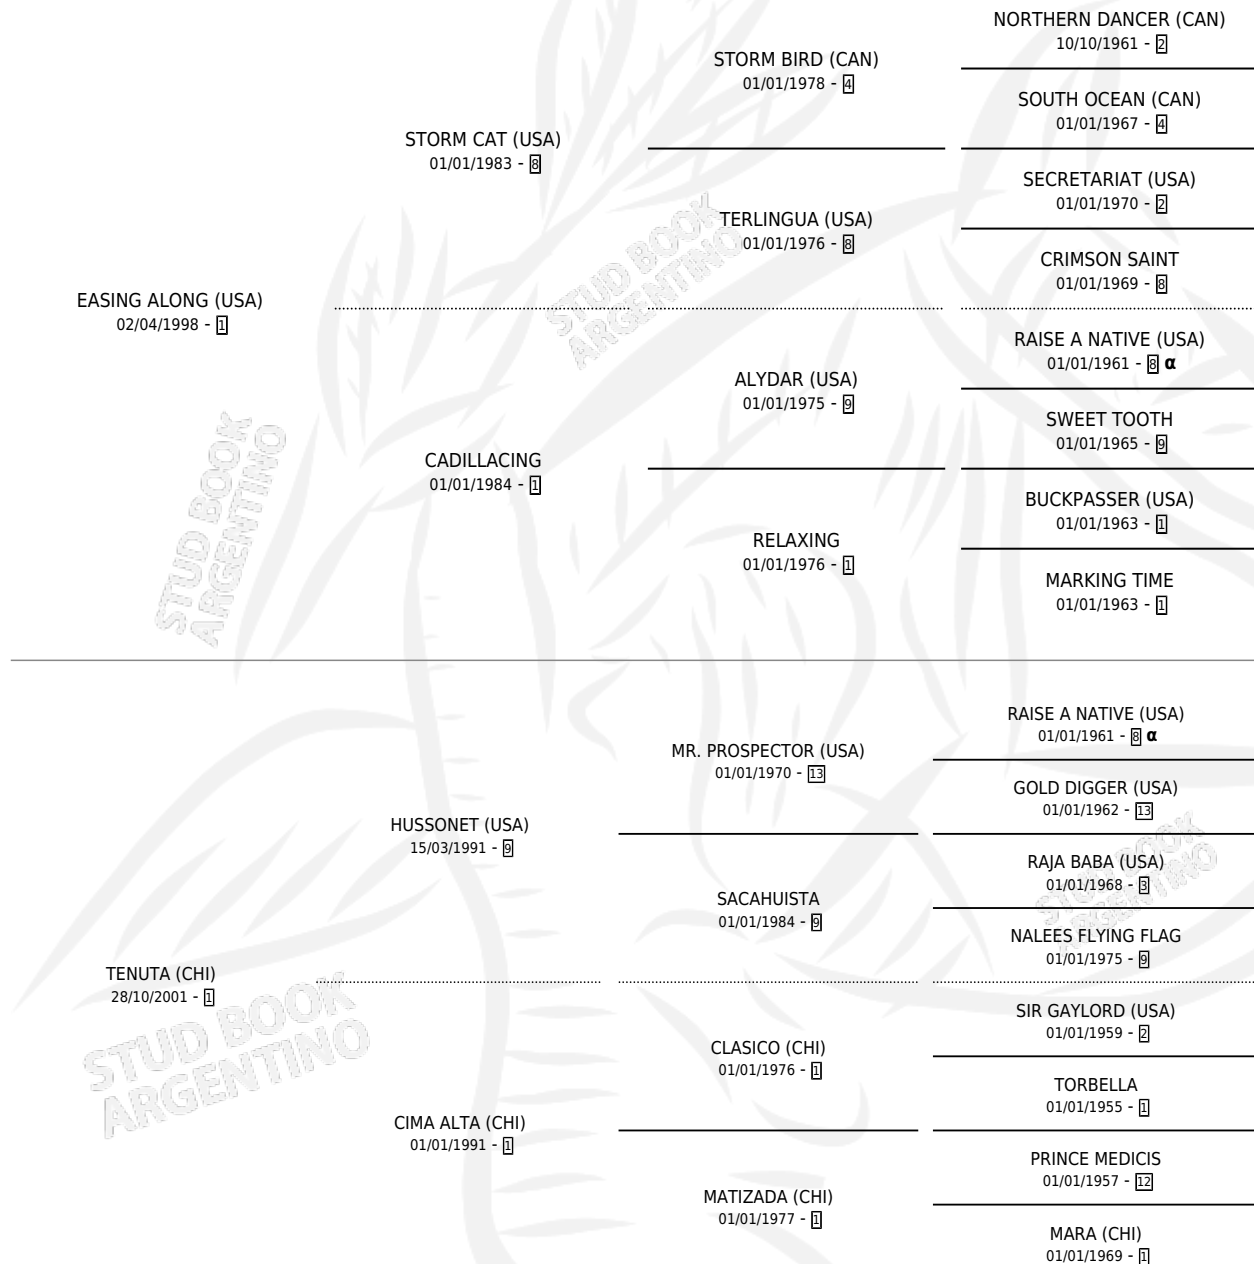 NORTHERN DANCER (CAN)
10/10/1961 - 2
STORM BIRD (CAN)
01/01/1978 - 4
SOUTH OCEAN (CAN)
01/01/1967 - 4
STORM CAT (USA)
01/01/1983 - 8
SECRETARIAT (USA)
01/01/1970 - 2
TERLINGUA (USA)
01/01/1976 - 8
CRIMSON SAINT
01/01/1969 - 8
EASING ALONG (USA)
02/04/1998 - 1
RAISE A NATIVE (USA)
01/01/1961 - 8 α
ALYDAR (USA)
01/01/1975 - 9
SWEET TOOTH
01/01/1965 - 9
CADILLACING
01/01/1984 - 1
BUCKPASSER (USA)
01/01/1963 - 1
RELAXING
01/01/1976 - 1
MARKING TIME
01/01/1963 - 1
RAISE A NATIVE (USA)
01/01/1961 - 8 α
MR. PROSPECTOR (USA)
01/01/1970 - 13
GOLD DIGGER (USA)
01/01/1962 - 13
HUSSONET (USA)
15/03/1991 - 9
RAJA BABA (USA)
01/01/1968 - 3
SACAHUISTA
01/01/1984 - 9
NALEES FLYING FLAG
01/01/1975 - 9
TENUTA (CHI)
28/10/2001 - 1
SIR GAYLORD (USA)
01/01/1959 - 2
CLASICO (CHI)
01/01/1976 - 1
TORBELLA
01/01/1955 - 1
CIMA ALTA (CHI)
01/01/1991 - 1
PRINCE MEDICIS
01/01/1957 - 12
MATIZADA (CHI)
01/01/1977 - 1
MARA (CHI)
01/01/1969 - 1
STUD BOOK
ARGENTINO
STUD BOOK
ARGENTINO
STUD BOOK
ARGENTINO
STUD BOOK
ARGENTINO